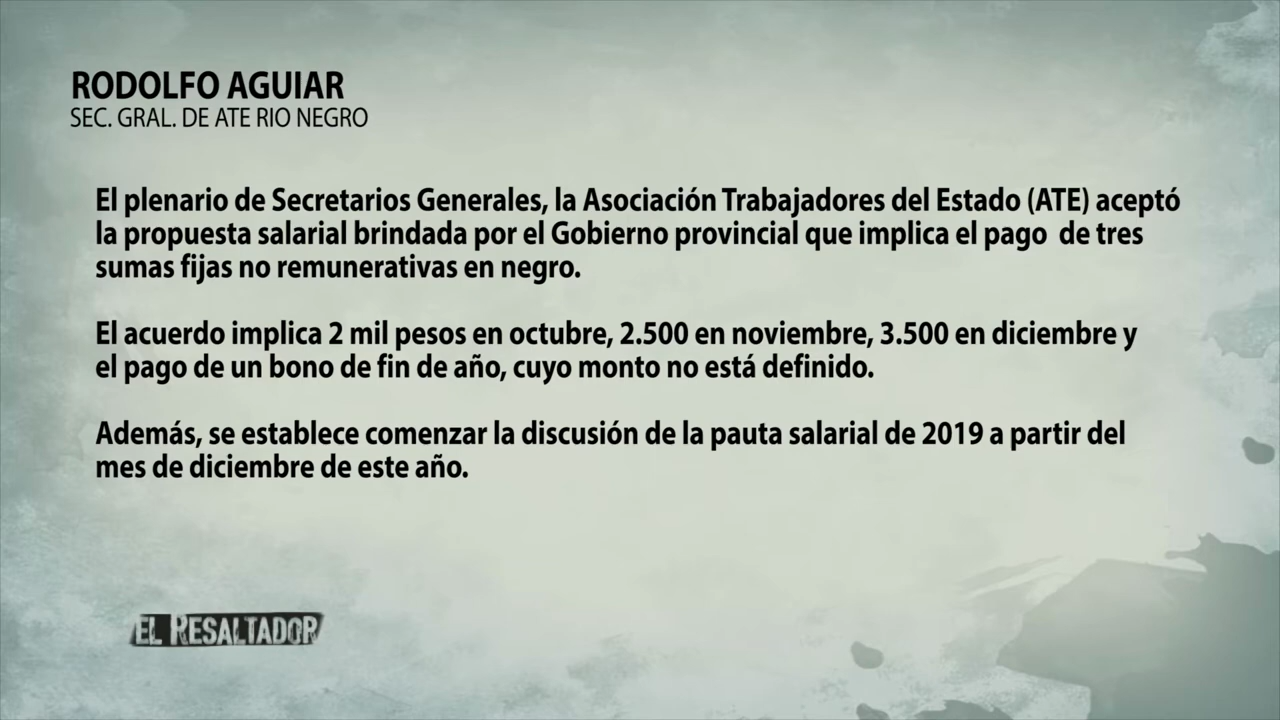 RODOLFO AGUIAR
SEC. GRAL. DE ATE RIO NEGRO
El plenario de Secretarios Generales, la Asociación Trabajadores del Estado (ATE) aceptó
la propuesta salarial brindada por el Gobierno provincial que implica el pago  de tres
sumas fijas no remunerativas en negro.
El acuerdo implica 2 mil pesos en octubre, 2.500 en noviembre, 3.500 en diciembre y
el pago de un bono de fin de año, cuyo monto no está definido.
Además, se establece comenzar la discusión de la pauta salarial de 2019 a partir del
mes de diciembre de este año.
EL RESALTADOR